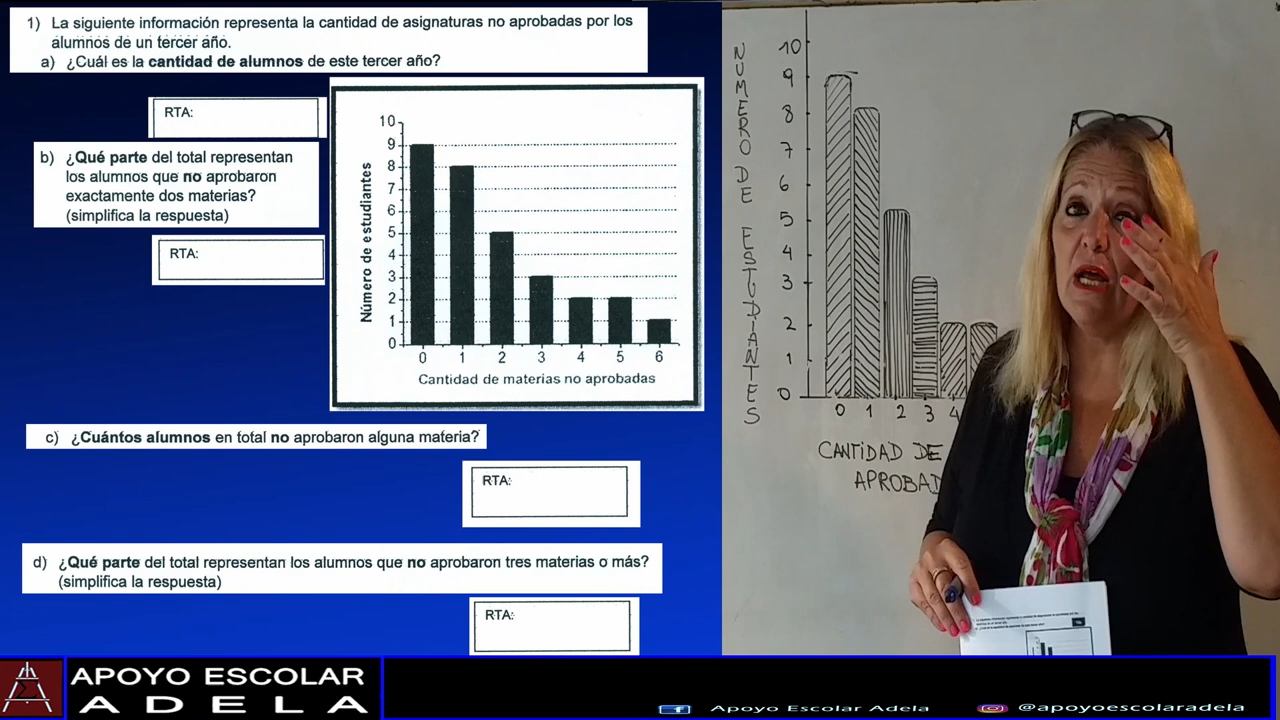 1) La siguiente información representa la cantidad de asignaturas no aprobadas por los
alumnos de un tercer año.
a) ¿Cuál es la cantidad de alumnos de este tercer año?
RTA:
b) ¿Qué parte del total representan
los alumnos que no aprobaron
exactamente dos materias?
(simplifica la respuesta)
RTA:
Número de estudiantes
10
9
8
7
6
5
4
3
2
1
0
0 1 2 3 4 5 6
Cantidad de materias no aprobadas
c) ¿Cuántos alumnos en total no aprobaron alguna materia?
RTA:
d) ¿Qué parte del total representan los alumnos que no aprobaron tres materias o más?
(simplifica la respuesta)
RTA:
NUMERO DE ESTUDIANTES
10
9
8
7
6
5
4
3
2
1
0
0 1 2 3 4
CANTIDAD DE
APROBAD
APOYO ESCOLAR
ADELA
Apoyo Escolar Adela
@apoyoescolaradela